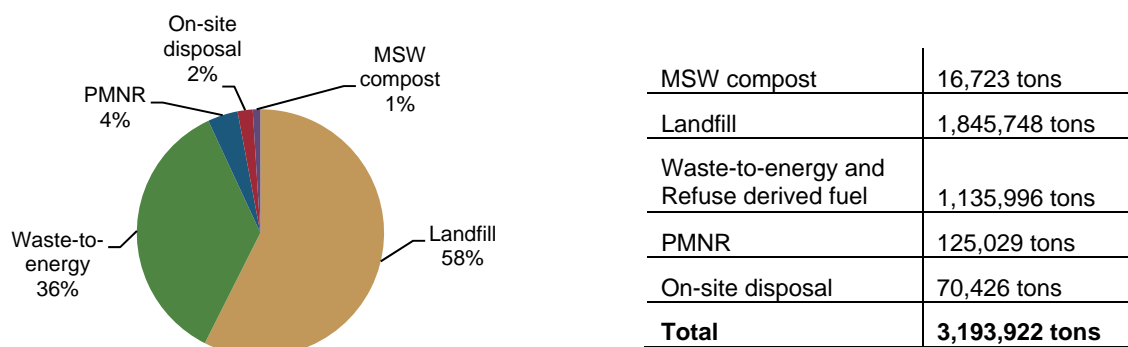 On-site
disposal
2%
MSW
compost
1%
PMNR
4%
Waste-to-
energy
36%
Landfill
58%
MSW compost 16,723 tons
Landfill 1,845,748 tons
Waste-to-energy and
Refuse derived fuel 1,135,996 tons
PMNR 125,029 tons
On-site disposal 70,426 tons
Total 3,193,922 tons